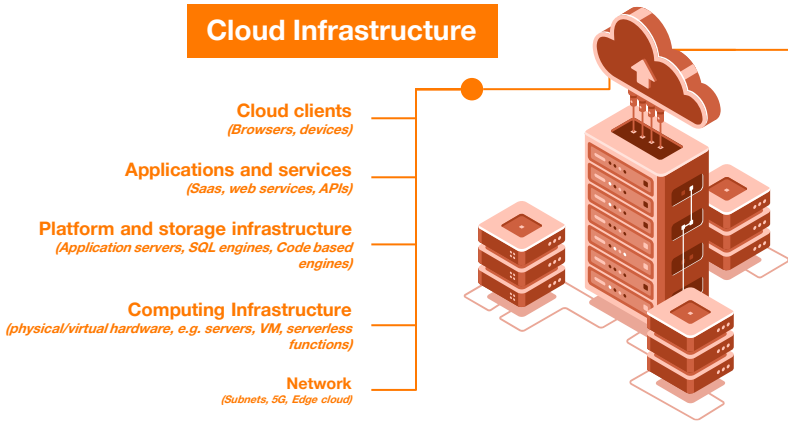 Cloud Infrastructure
Cloud clients
(Browsers, devices)
Applications and services
(Saas, web services, APIs)
Platform and storage infrastructure
(Application servers, SQL engines, Code based
engines)
Computing Infrastructure
(physical/virtual hardware, e.g. servers, VM, serverless
functions)
Network
(Subnets, 5G, Edge cloud)